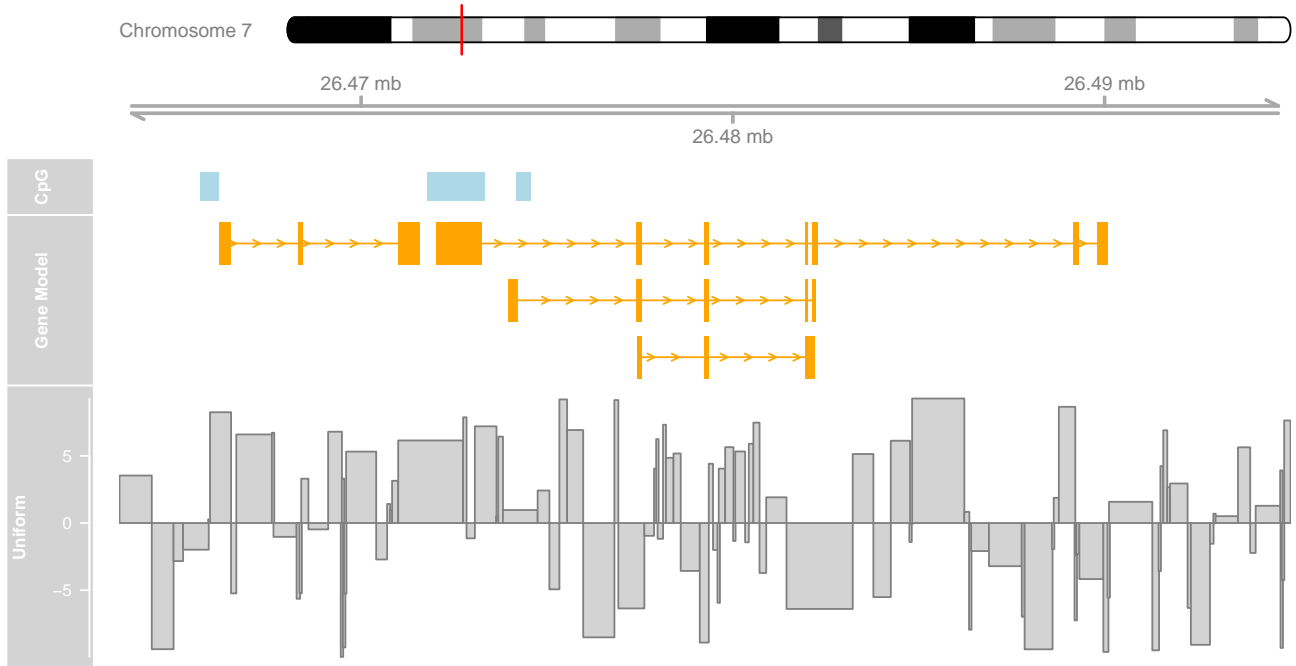 Chromosome 7
26.47 mb
26.49 mb
26.48 mb
CpG
Gene Model
Uniform
5
0
−5